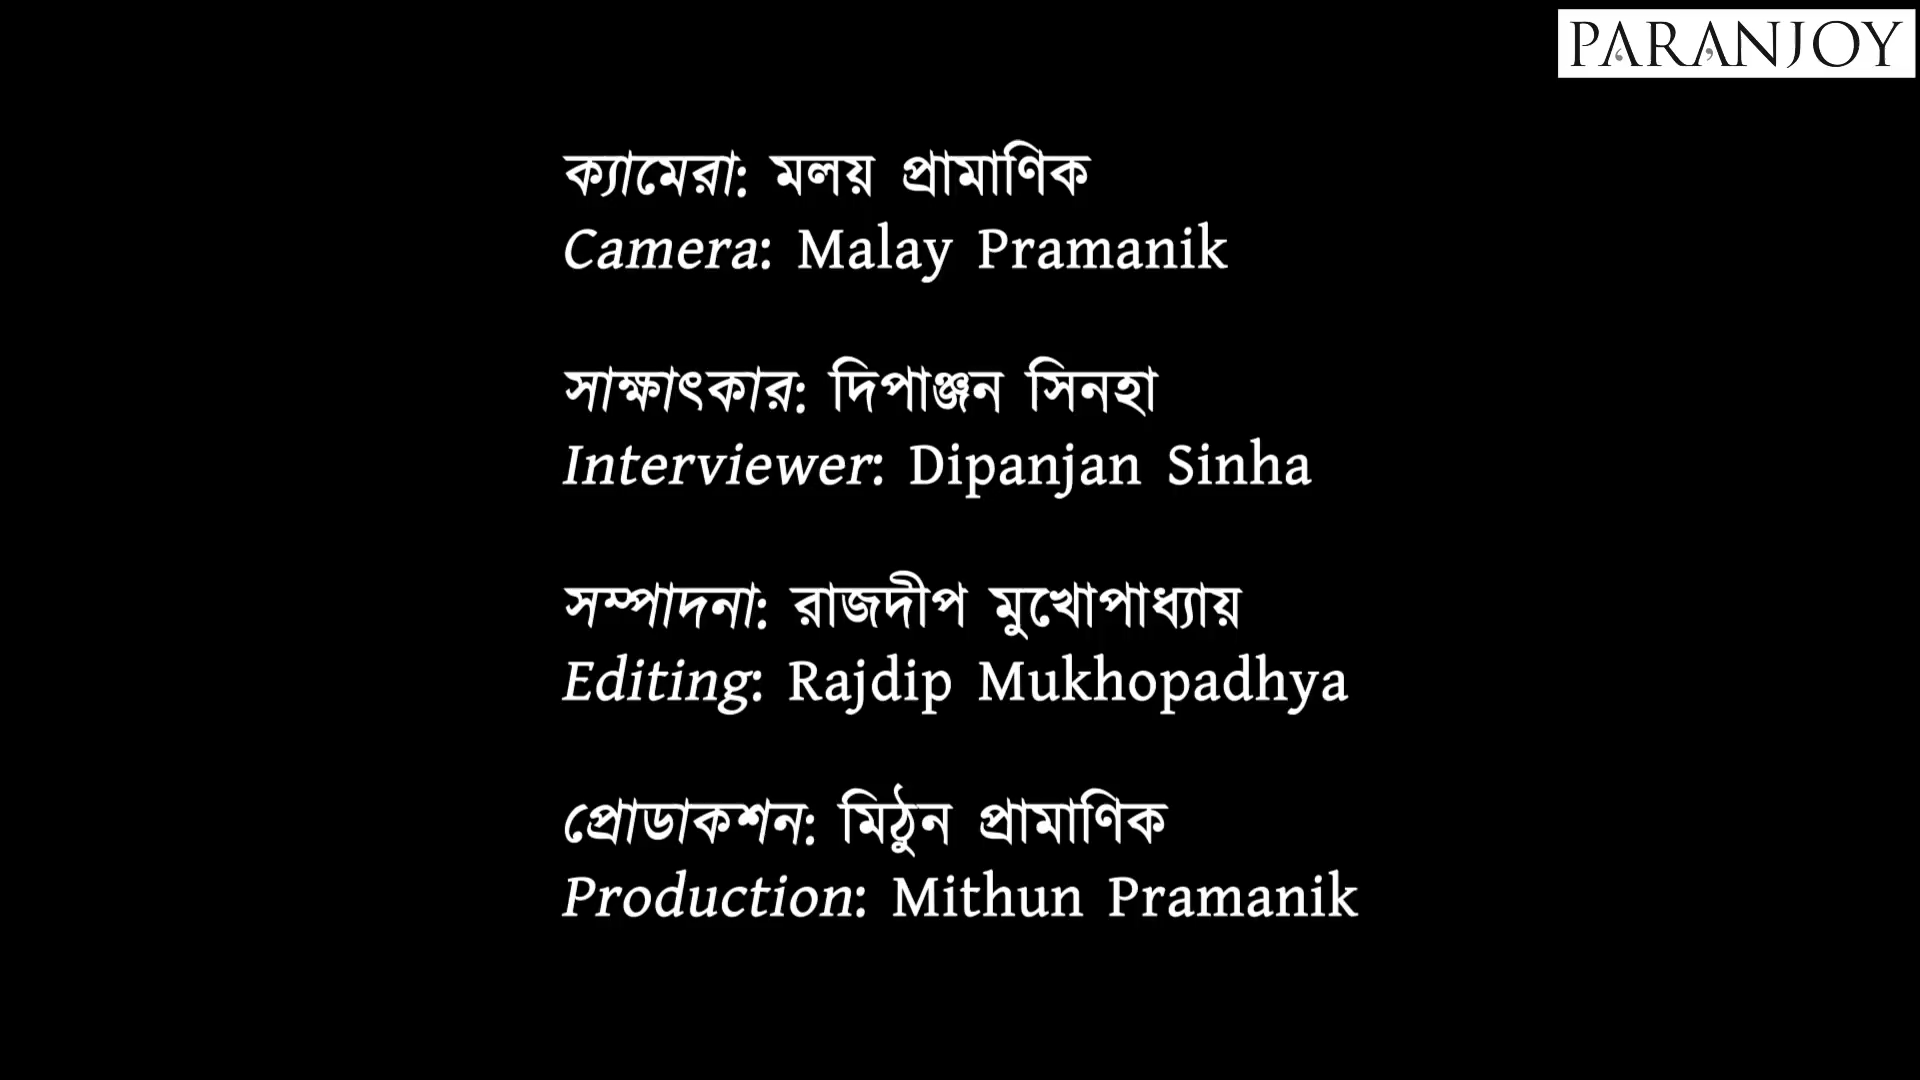 PARANJOY
ক্যামেরা: মলয় প্রামাণিক
Camera: Malay Pramanik
সাক্ষাৎকার: দিপাঞ্জন সিনহা
Interviewer: Dipanjan Sinha
সম্পাদনা: রাজদীপ মুখোপাধ্যায়
Editing: Rajdip Mukhopadhya
প্রোডাকশন: মিঠুন প্রামাণিক
Production: Mithun Pramanik